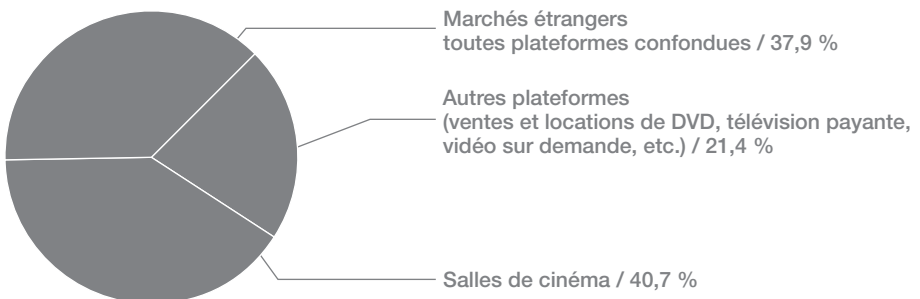 Marchés étrangers
toutes plateformes confondues / 37,9 %
Autres plateformes
(ventes et locations de DVD, télévision payante,
vidéo sur demande, etc.) / 21,4 %
Salles de cinéma / 40,7 %